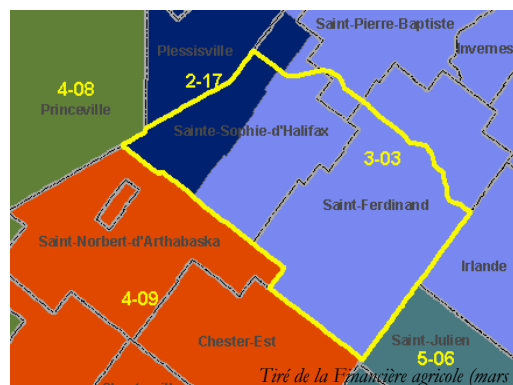 Saint-Pierre-Baptiste
Plessisville
Invernes
2-17
4-08
Princeville
Sainte-Sophie-d'Halifax
3-03
Saint-Ferdinand
Saint-Norbert-d'Arthabaska
Irlande
4-09
Chester-Est
Saint-Julien
5-06
Tiré de la Financière agricole (mars